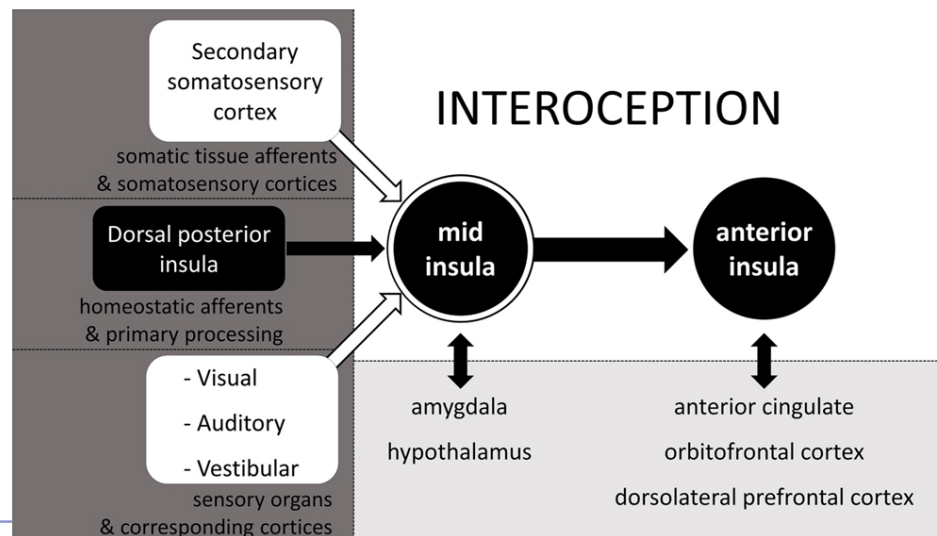 Secondary
somatosensory
cortex
somatic tissue afferents
& somatosensory cortices
INTEROCEPTION
Dorsal posterior
insula
homeostatic afferents
& primary processing
mid
insula
anterior
insula
- Visual
- Auditory
- Vestibular
sensory organs
& corresponding cortices
amygdala
hypothalamus
anterior cingulate
orbitofrontal cortex
dorsolateral prefrontal cortex